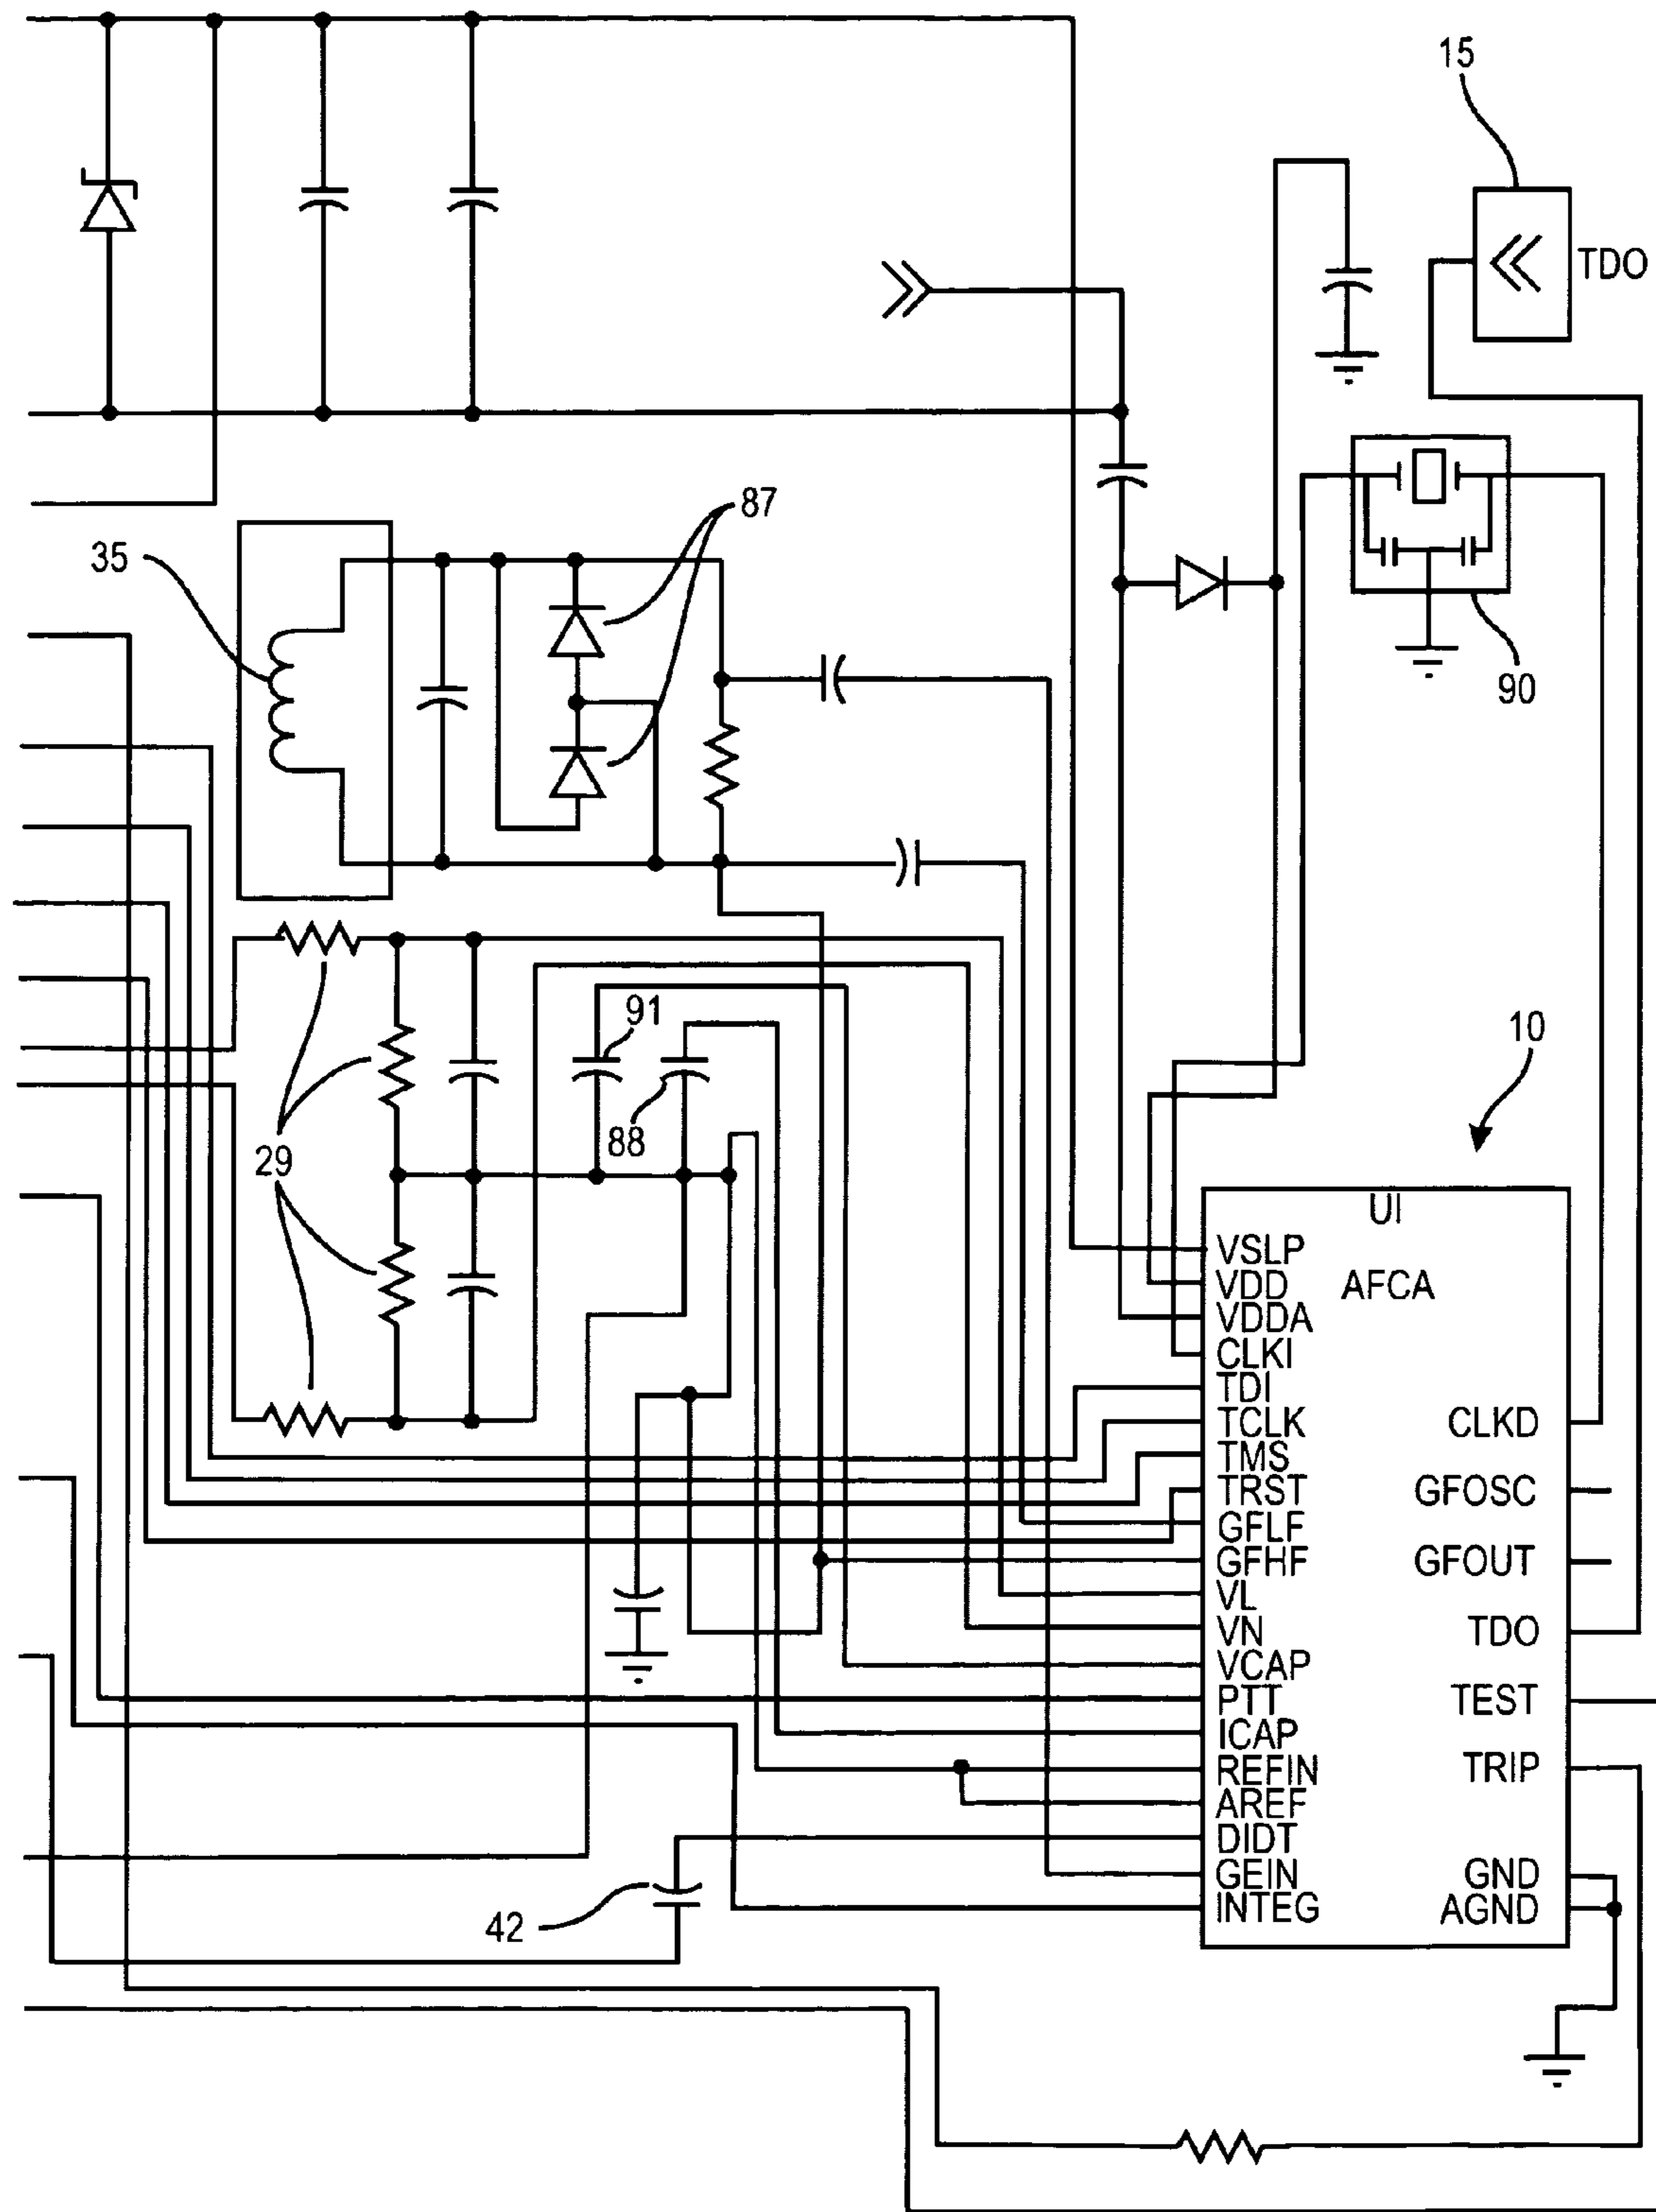 15
TDO
87
35
90
91
10
88
29
UI
AFCA
VSLP
VDD
VDDA
CLKI
TDI
TCLK
TMS
TRST
GFLF
GFHF
VL
VN
VCAP
PTT
ICAP
REFIN
AREF
DIDT
GEIN
INTEG
CLKD
GFOSC
GFOUT
TDO
TEST
TRIP
GND
AGND
42